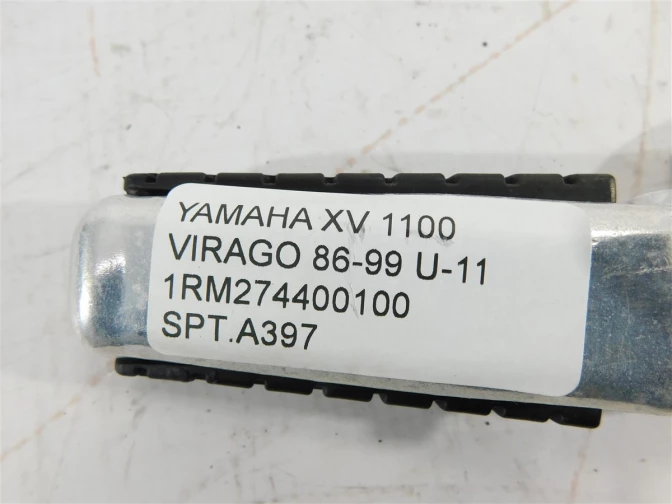 YAMAHA XV 1100
VIRAGO 86-99 U-11
1RM274400100
SPT.A397